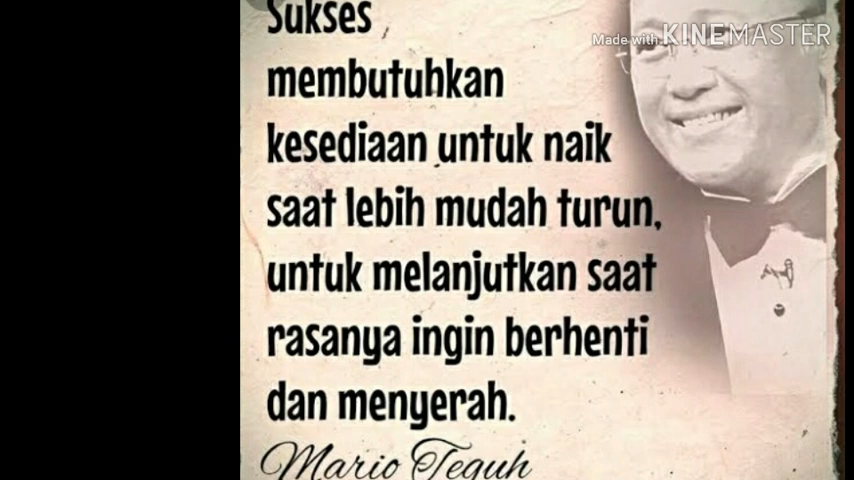 Made with KINEMASTER
Sukses
membutuhkan
kesediaan untuk naik
saat lebih mudah turun,
untuk melanjutkan saat
rasanya ingin berhenti
dan menyerah.
Mario Teguh